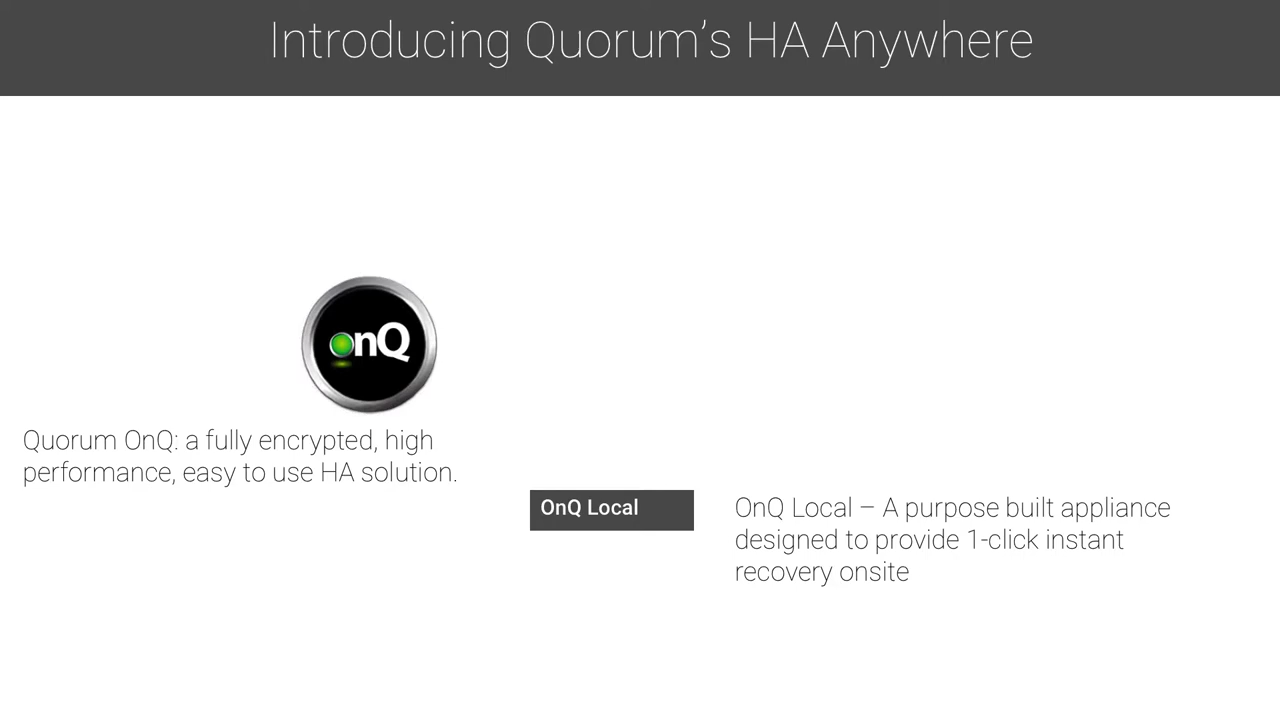 Introducing Quorum’s HA Anywhere
onQ
Quorum OnQ: a fully encrypted, high
performance, easy to use HA solution.
OnQ Local
OnQ Local – A purpose built appliance
designed to provide 1-click instant
recovery onsite